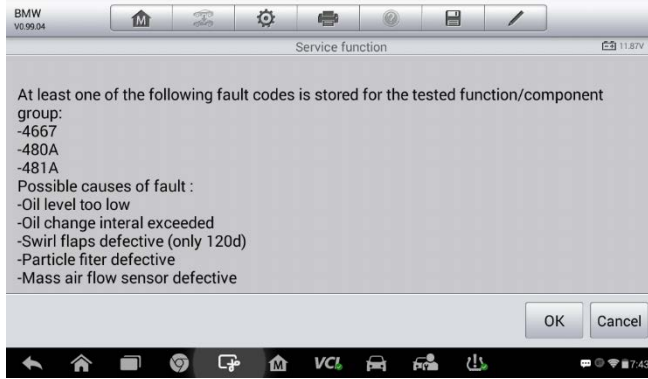 BMW
V0.99.04
Service function
11.87V
At least one of the following fault codes is stored for the tested function/component
group:
-4667
-480A
-481A
Possible causes of fault :
-Oil level too low
-Oil change interal exceeded
-Swirl flaps defective (only 120d)
-Particle fiter defective
-Mass air flow sensor defective
OK
Cancel
VCI
7:43